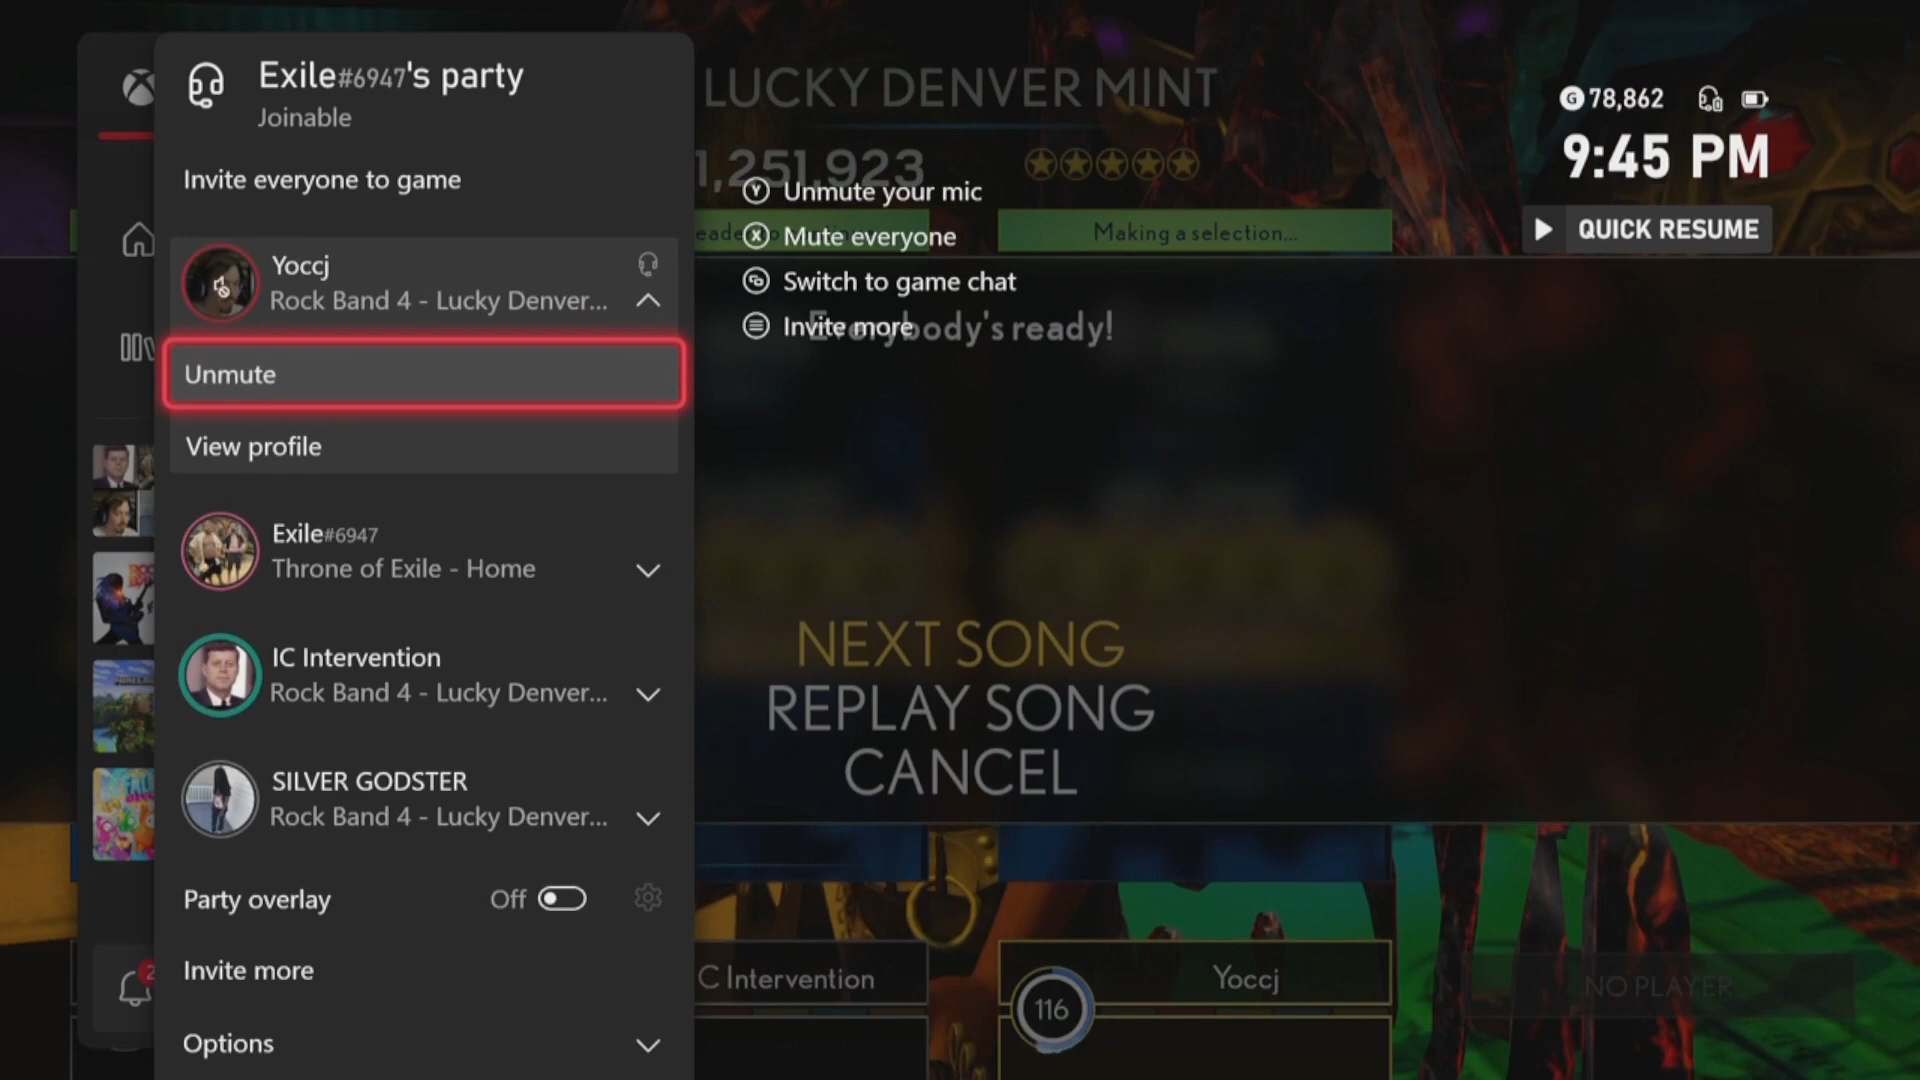 Exile#6947's party
Joinable
Invite everyone to game
Yoccj
Rock Band 4 - Lucky Denver...
Unmute
View profile
Exile#6947
Throne of Exile - Home
IC Intervention
Rock Band 4 - Lucky Denver...
SILVER GODSTER
Rock Band 4 - Lucky Denver...
Party overlay
Off
Invite more
Options
2
LUCKY DENVER MINT
1,251,923
Y Unmute your mic
X Mute everyone
Switch to game chat
Invite more
Making a selection...
Everybody's ready!
NEXT SONG
REPLAY SONG
CANCEL
C Intervention
116
Yoccj
NO PLAYER
G 78,862
9:45 PM
QUICK RESUME